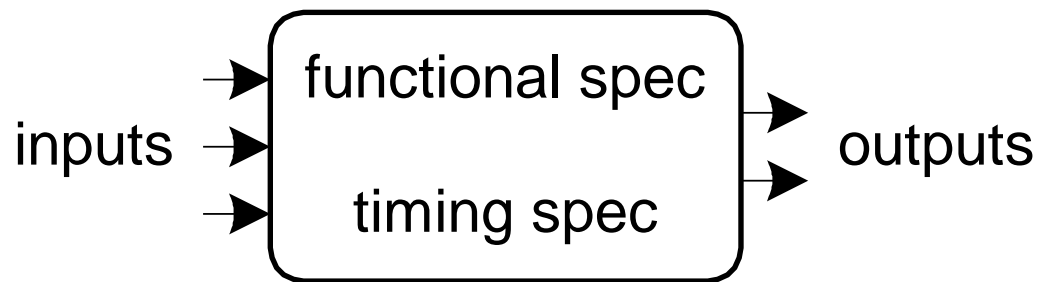 functional spec
inputs
outputs
timing spec